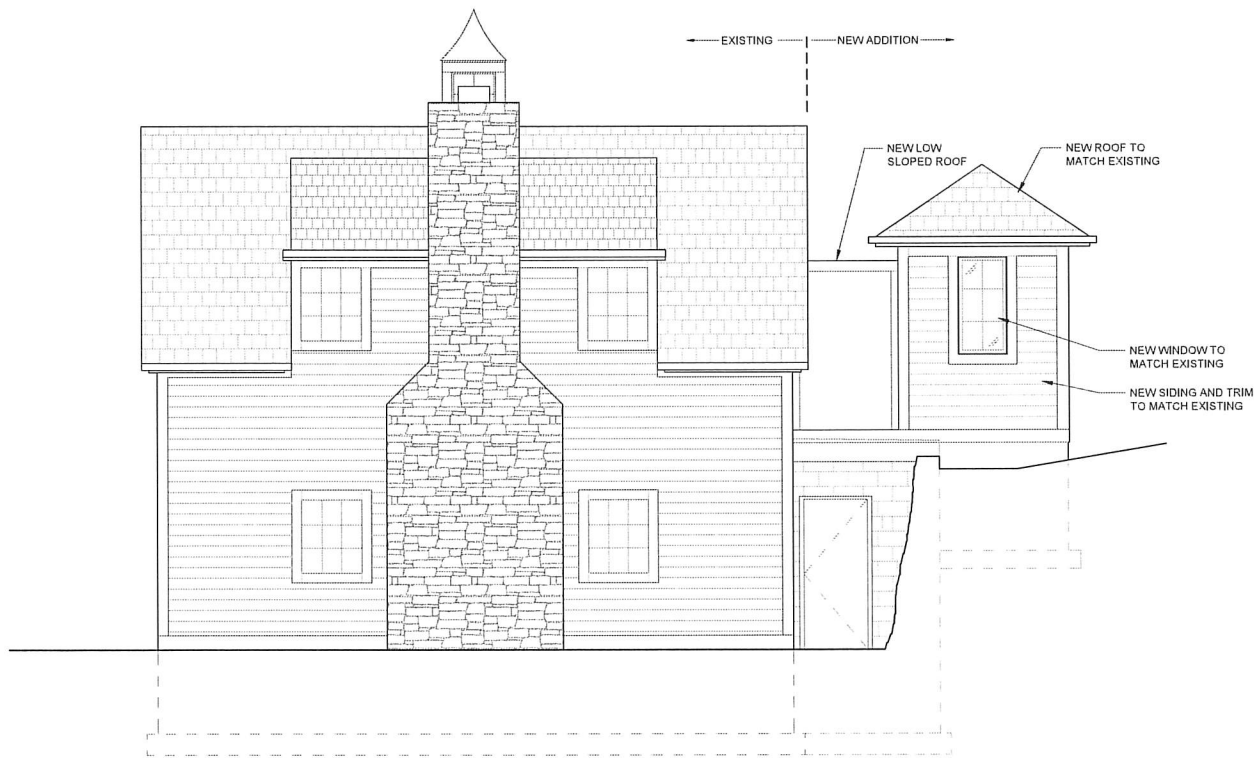 EXISTING
NEW ADDITION
NEW LOW
SLOPED ROOF
NEW ROOF TO
MATCH EXISTING
NEW WINDOW TO
MATCH EXISTING
NEW SIDING AND TRIM
TO MATCH EXISTING